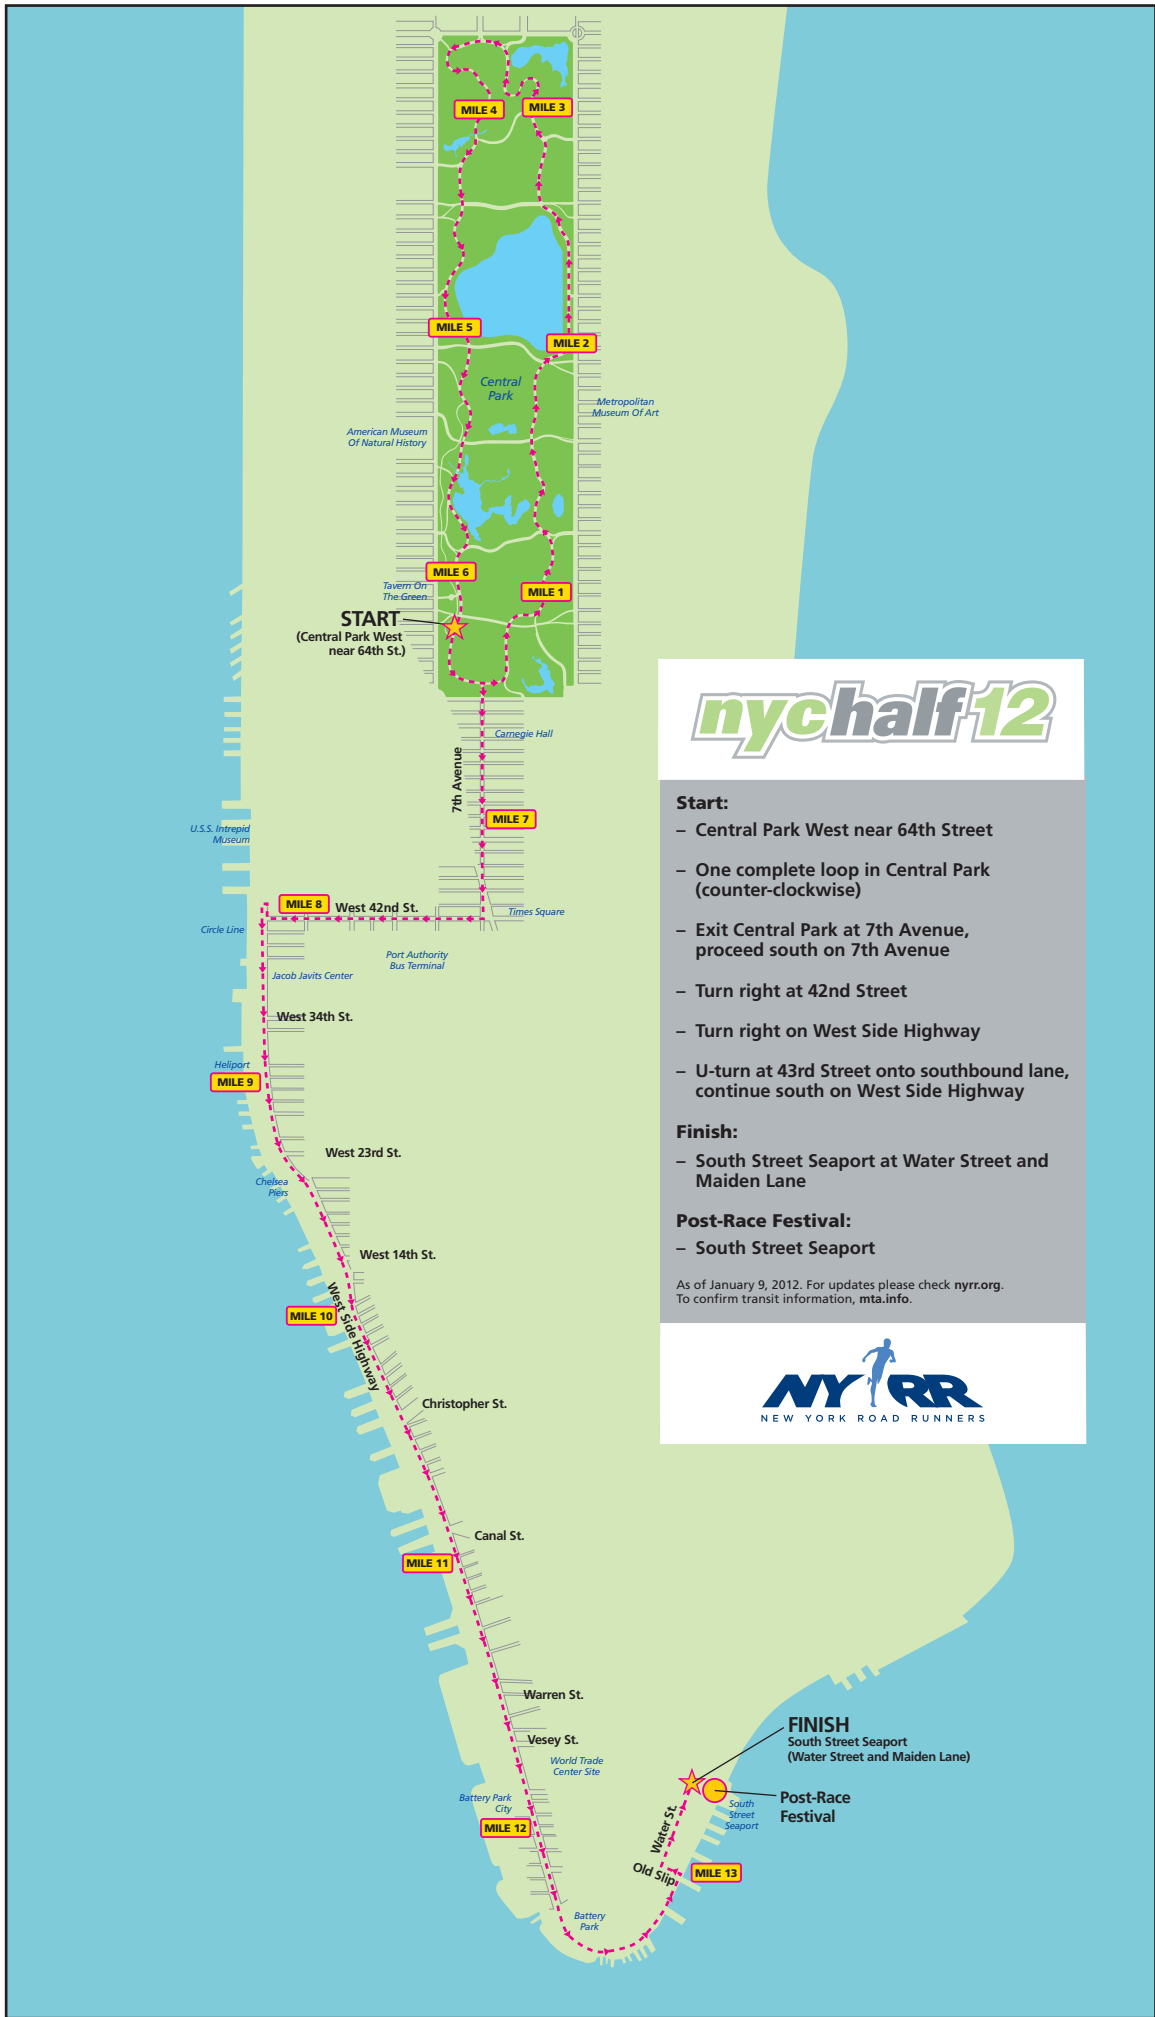 MILE 4
MILE 3
MILE 5
MILE 2
Central
Park
Metropolitan
Museum Of Art
American Museum
Of Natural History
MILE 6
Tavern On
The Green
MILE 1
START
(Central Park West
near 64th St.)
Carnegie Hall
7th Avenue
MILE 7
U.S.S. Intrepid
Museum
MILE 8
West 42nd St.
Times Square
Circle Line
Port Authority
Bus Terminal
Jacob Javits Center
West 34th St.
Heliport
MILE 9
West 23rd St.
Chelsea
Piers
West 14th St.
West Side Highway
MILE 10
Christopher St.
Canal St.
MILE 11
Warren St.
Vesey St.
World Trade
Center Site
Battery Park
City
MILE 12
Battery
Park
Old Slip
MILE 13
Water St.
South
Street
Seaport
FINISH
South Street Seaport
(Water Street and Maiden Lane)
Post-Race
Festival
nychalf12
Start:
– Central Park West near 64th Street
– One complete loop in Central Park
(counter-clockwise)
– Exit Central Park at 7th Avenue,
proceed south on 7th Avenue
– Turn right at 42nd Street
– Turn right on West Side Highway
– U-turn at 43rd Street onto southbound lane,
continue south on West Side Highway
Finish:
– South Street Seaport at Water Street and
Maiden Lane
Post-Race Festival:
– South Street Seaport
As of January 9, 2012. For updates please check nyrr.org.
To confirm transit information, mta.info.
NYRR
NEW YORK ROAD RUNNERS